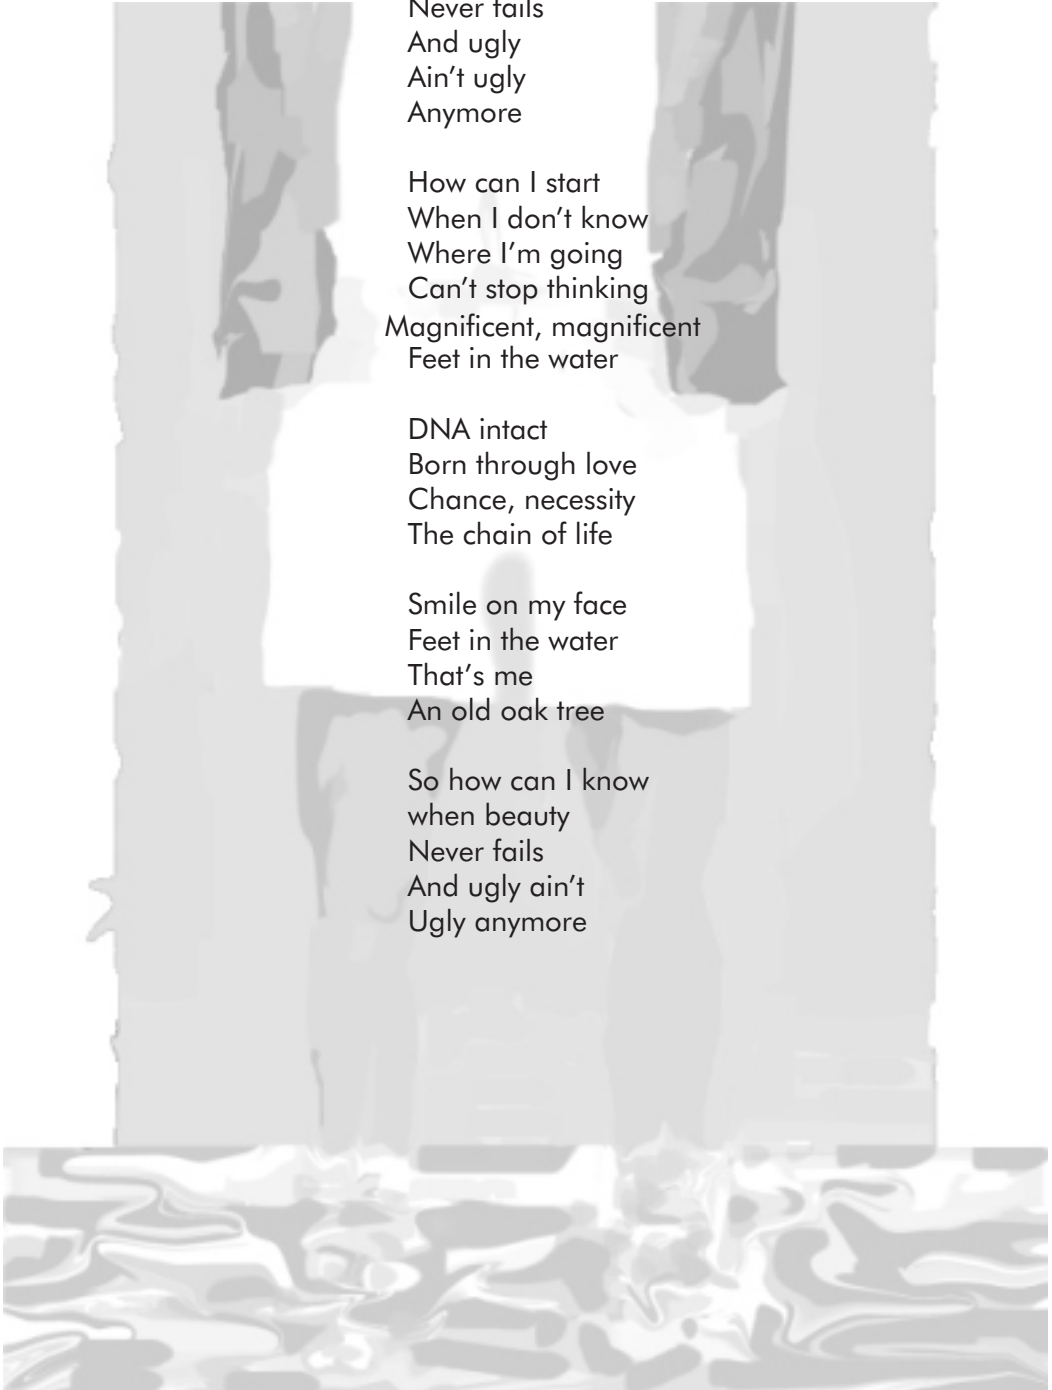 Never fails
And ugly
Ain't ugly
Anymore
How can I start
When I don't know
Where I'm going
Can't stop thinking
Magnificent, magnificent
Feet in the water
DNA intact
Born through love
Chance, necessity
The chain of life
Smile on my face
Feet in the water
That's me
An old oak tree
So how can I know
when beauty
Never fails
And ugly ain't
Ugly anymore